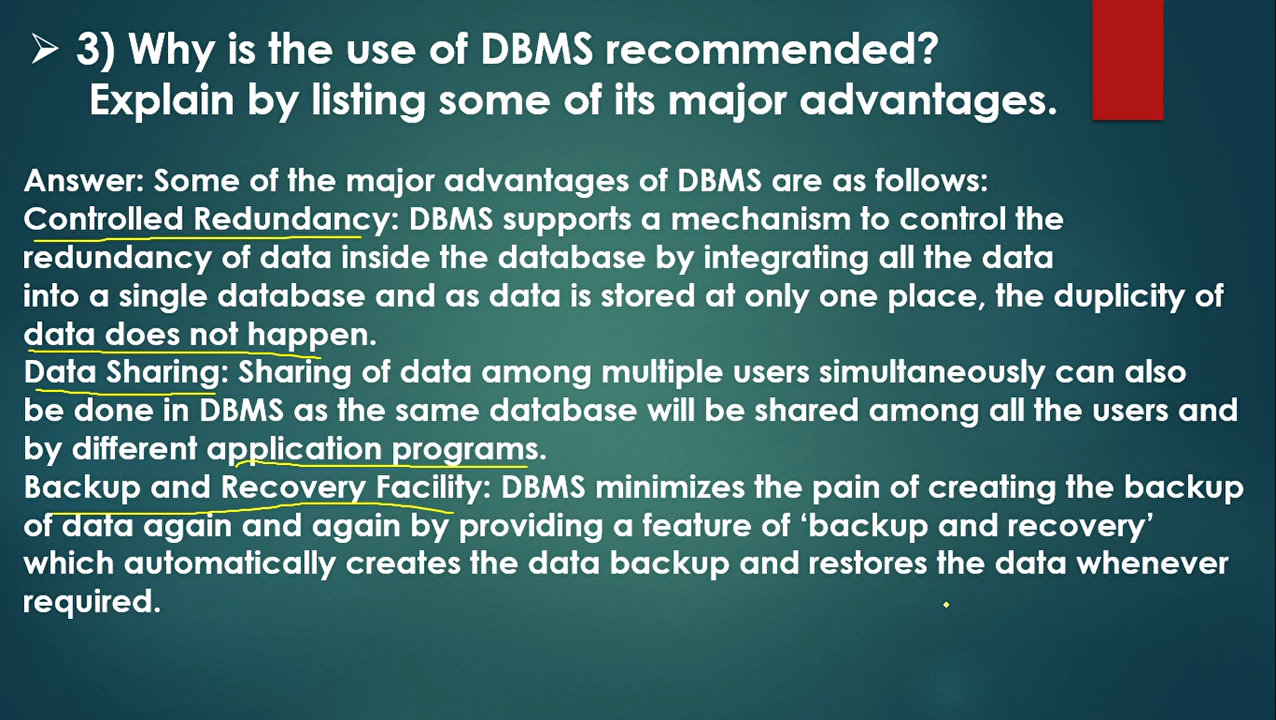 ➢ 3) Why is the use of DBMS recommended?
Explain by listing some of its major advantages.
Answer: Some of the major advantages of DBMS are as follows:
Controlled Redundancy: DBMS supports a mechanism to control the
redundancy of data inside the database by integrating all the data
into a single database and as data is stored at only one place, the duplicity of
data does not happen.
Data Sharing: Sharing of data among multiple users simultaneously can also
be done in DBMS as the same database will be shared among all the users and
by different application programs.
Backup and Recovery Facility: DBMS minimizes the pain of creating the backup
of data again and again by providing a feature of ‘backup and recovery’
which automatically creates the data backup and restores the data whenever
required.